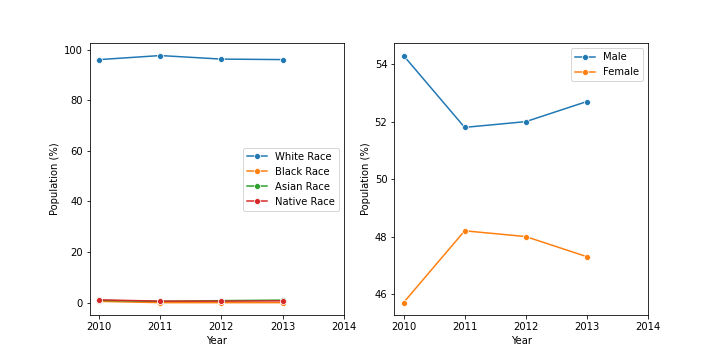 100
80
60
40
20
0
Population (%)
2010 2011 2012 2013 2014
Year
White Race
Black Race
Asian Race
Native Race
54
52
50
48
46
Population (%)
2010 2011 2012 2013 2014
Year
Male
Female